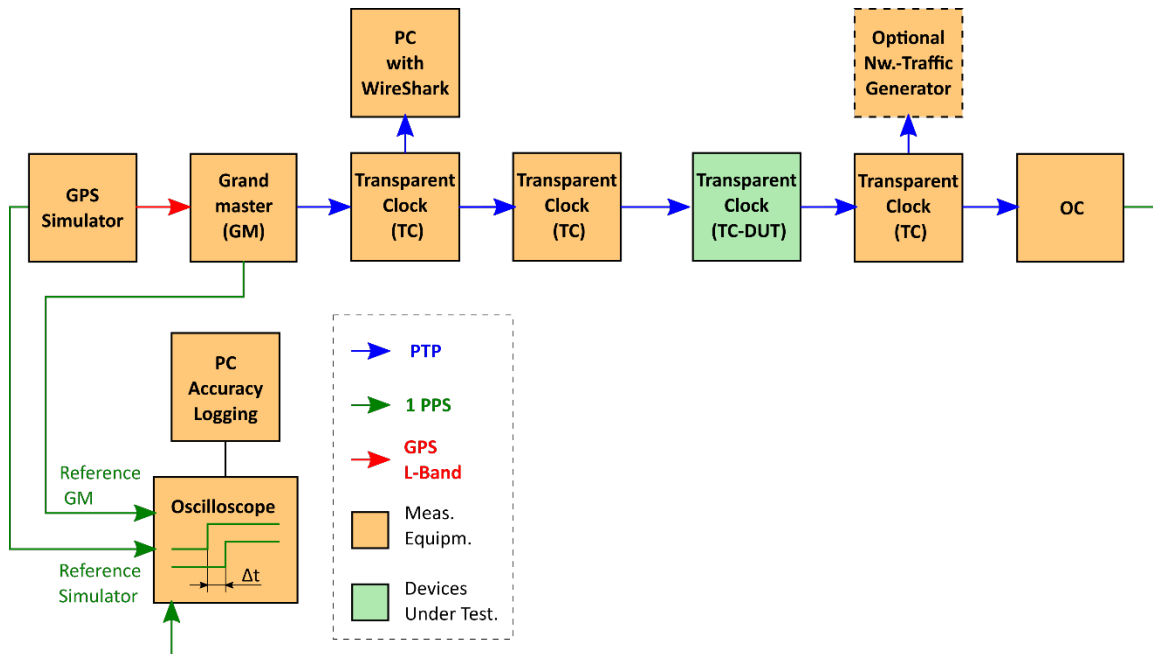 PC
with
WireShark
Optional
Nw.-Traffic
Generator
GPS
Simulator
Grand
master
(GM)
Transparent
Clock
(TC)
Transparent
Clock
(TC)
Transparent
Clock
(TC-DUT)
Transparent
Clock
(TC)
OC
PC
Accuracy
Logging
Reference
GM
Oscilloscope
Δt
Reference
Simulator
PTP
1 PPS
GPS
L-Band
Meas.
Equipm.
Devices
Under Test.